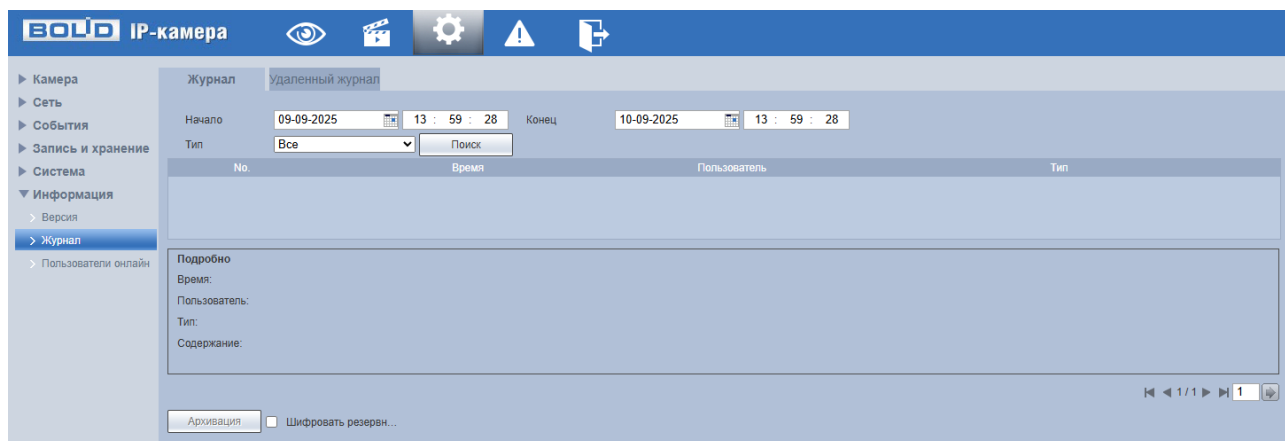 BOLID IP-камера
Камера
Сеть
События
Запись и хранение
Система
Информация
Версия
Журнал
Пользователи онлайн
Журнал Удаленный журнал
Начало 09-09-2025 13 : 59 : 28 Конец 10-09-2025 13 : 59 : 28
Тип Все Поиск
No. Время Пользователь Тип
Подробно
Время:
Пользователь:
Тип:
Содержание:
1 / 1 1
Архивация Шифровать резервн...